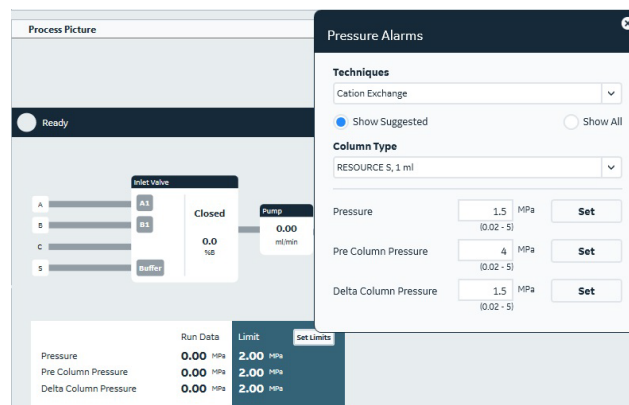 Process Picture
Ready
Inlet Valve
A
A1
B
B1
C
S
Buffer
Closed
0.0
%B
Pump
0.00
ml/min
Run Data Limit Set Limits
Pressure 0.00 MPa 2.00 MPa
Pre Column Pressure 0.00 MPa 2.00 MPa
Delta Column Pressure 0.00 MPa 2.00 MPa
Pressure Alarms
Techniques
Cation Exchange
Show Suggested Show All
Column Type
RESOURCE S, 1 ml
Pressure 1.5 MPa Set
(0.02 - 5)
Pre Column Pressure 4 MPa Set
(0.02 - 5)
Delta Column Pressure 1.5 MPa Set
(0.02 - 5)